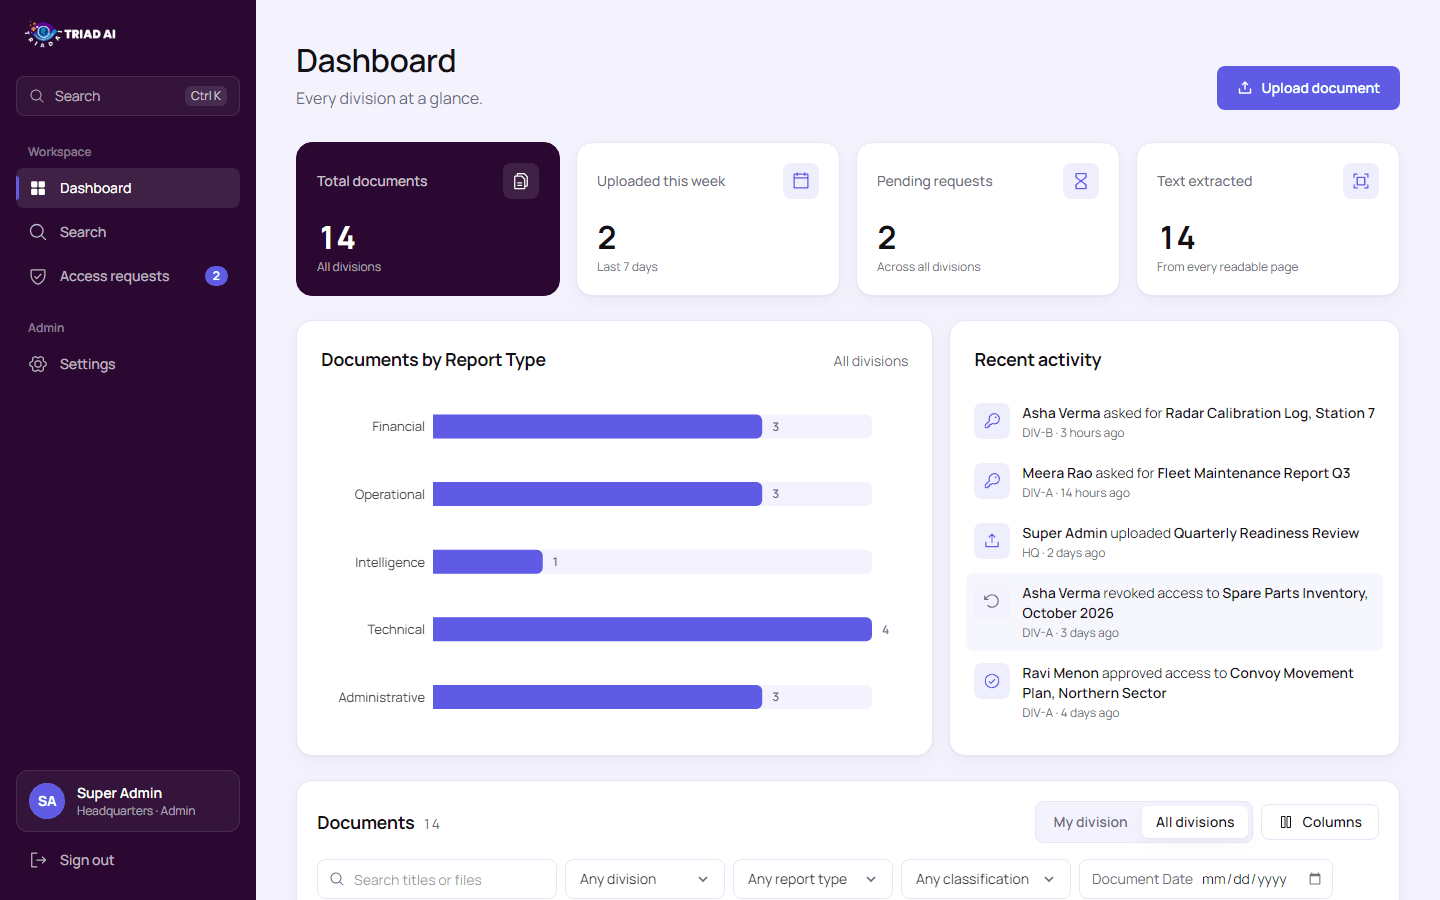 TRIADA
TRIAD AI
Search Ctrl K
Workspace
Dashboard
Search
Access requests 2
Admin
Settings
SA
Super Admin
Headquarters · Admin
Sign out
Dashboard
Every division at a glance.
Upload document
Total documents
14
All divisions
Uploaded this week
2
Last 7 days
Pending requests
2
Across all divisions
Text extracted
14
From every readable page
Documents by Report Type
All divisions
Financial 3
Operational 3
Intelligence 1
Technical 4
Administrative 3
Recent activity
Asha Verma asked for Radar Calibration Log, Station 7
DIV-B · 3 hours ago
Meera Rao asked for Fleet Maintenance Report Q3
DIV-A · 14 hours ago
Super Admin uploaded Quarterly Readiness Review
HQ · 2 days ago
Asha Verma revoked access to Spare Parts Inventory,
October 2026
DIV-A · 3 days ago
Ravi Menon approved access to Convoy Movement
Plan, Northern Sector
DIV-A · 4 days ago
Documents 14
My division All divisions Columns
Search titles or files Any division Any report type Any classification Document Date mm/dd/yyyy